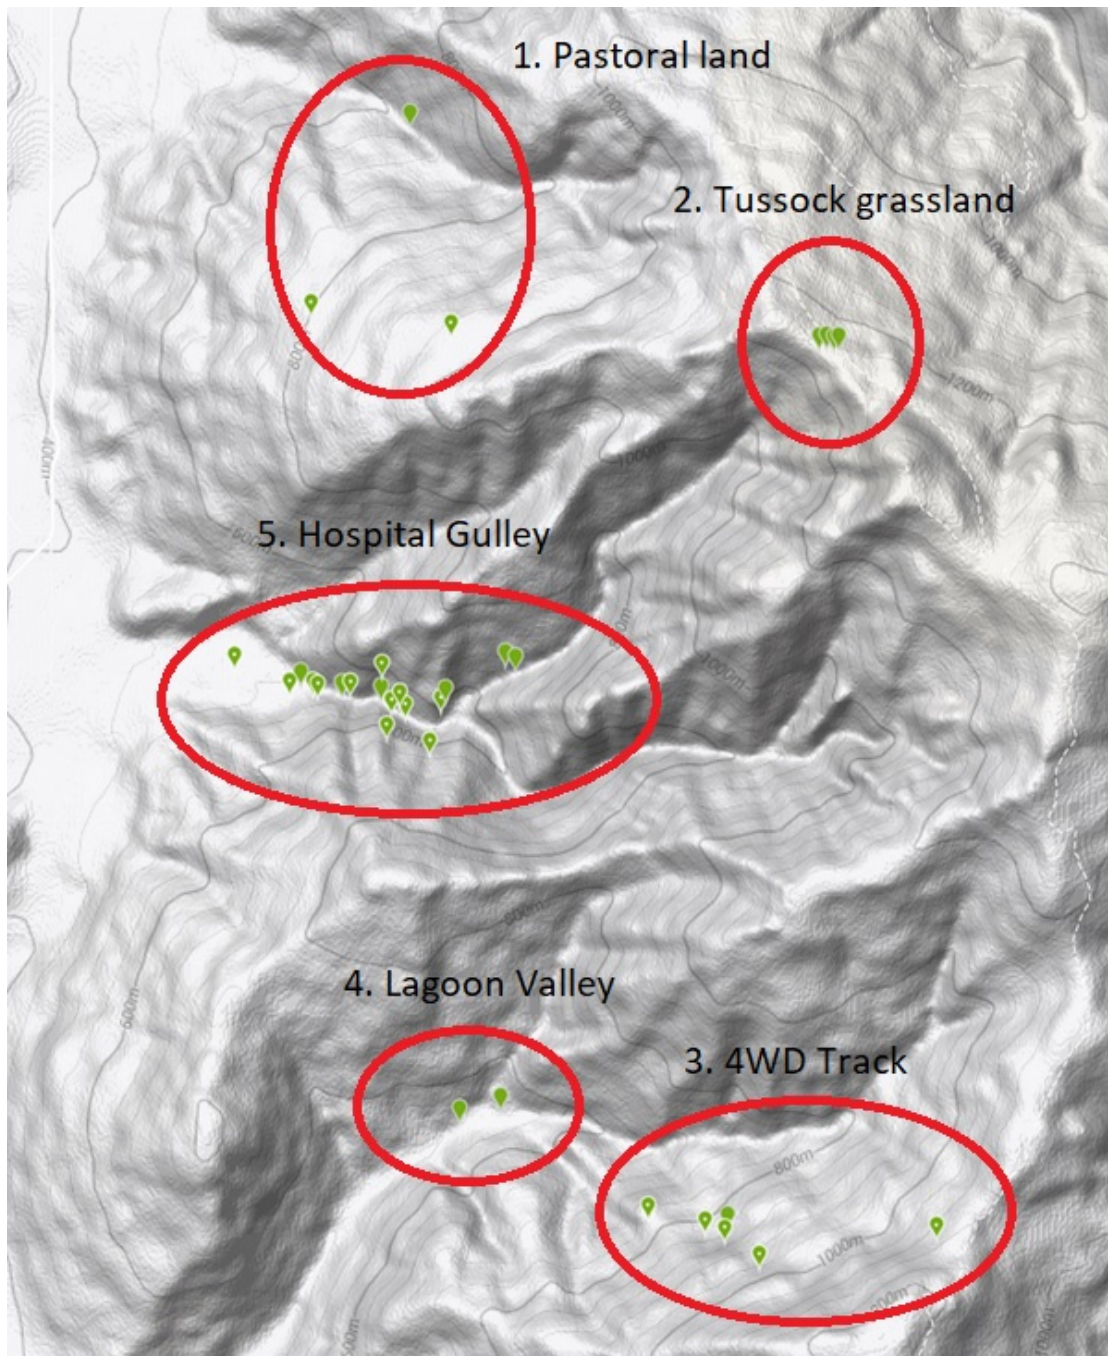 1. Pastoral land
1000m
2. Tussock grassland
1200m
800m
400m
1000m
5. Hospital Gulley
1000m
800m
600m
4. Lagoon Valley
3. 4WD Track
800m
1000m